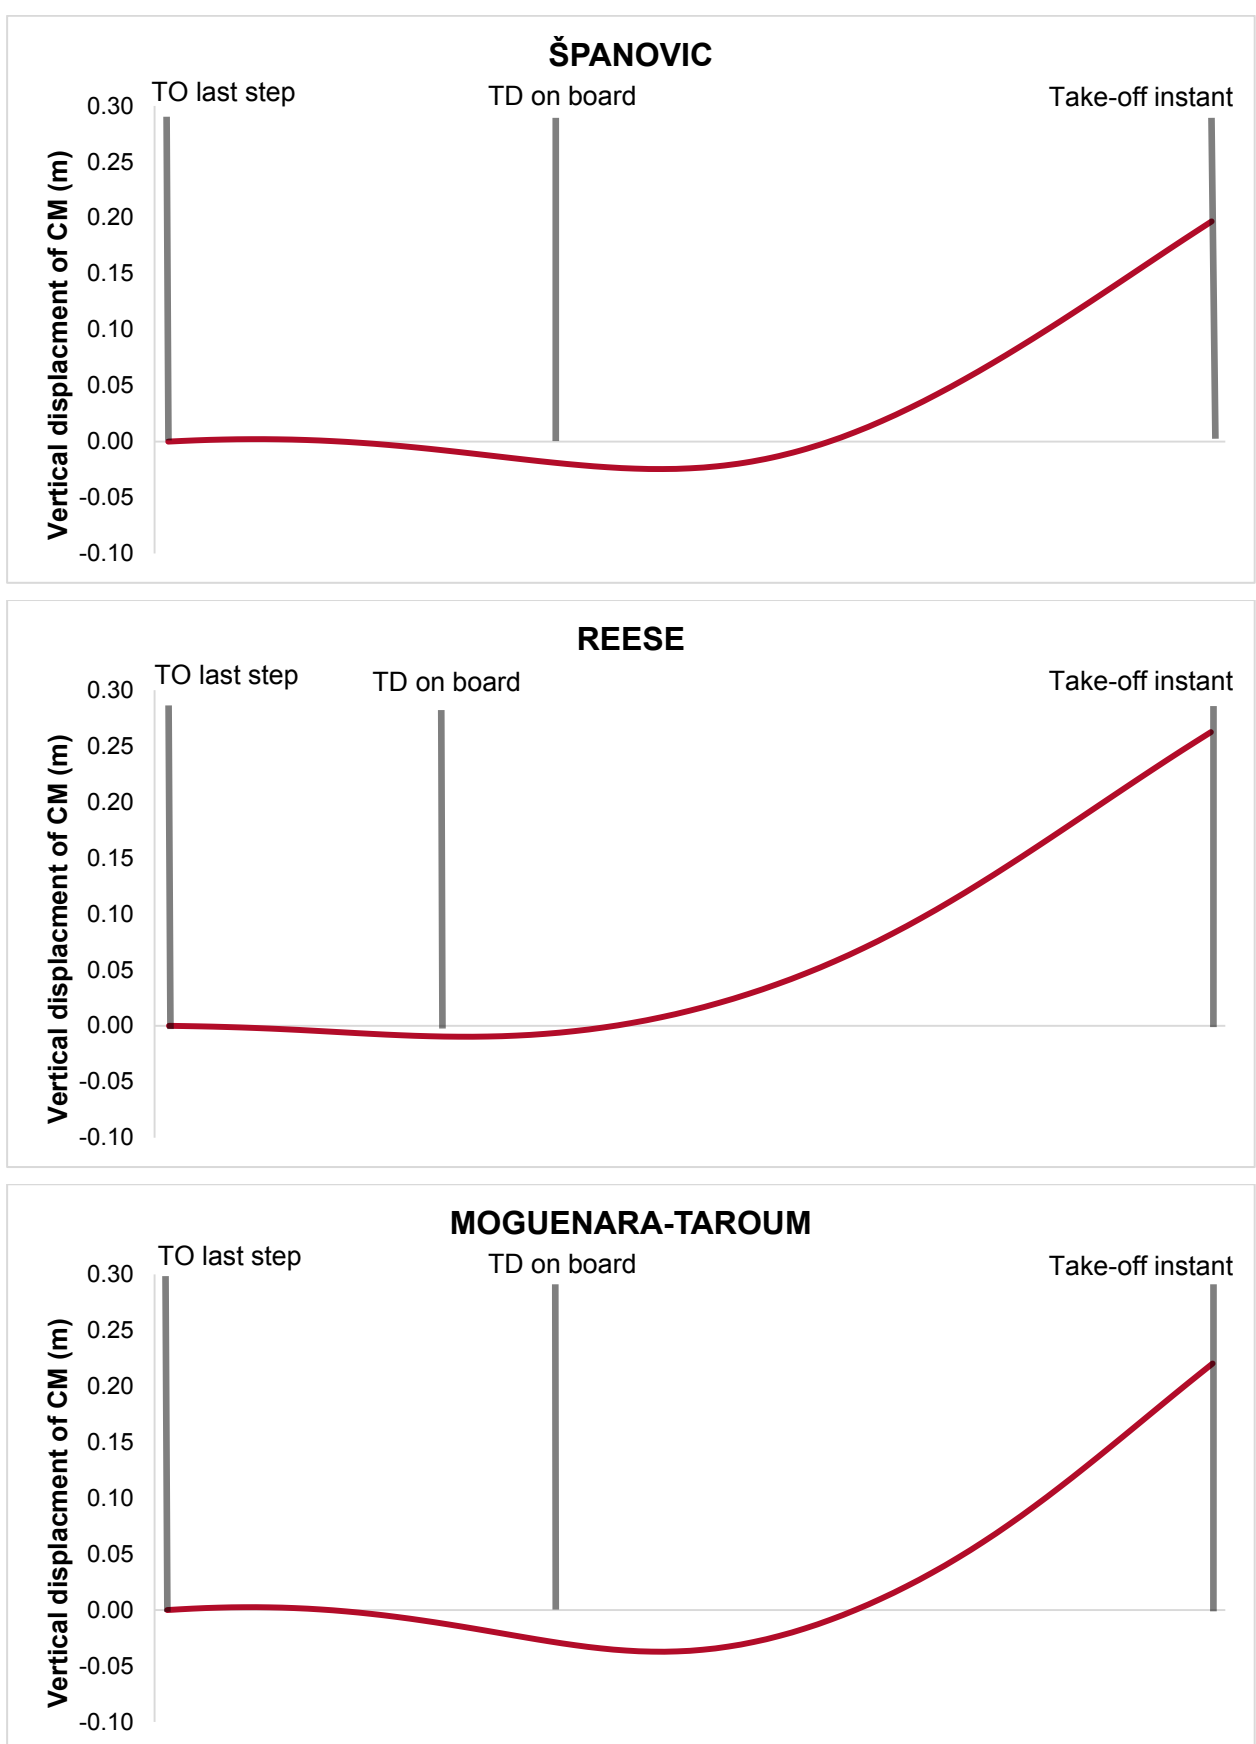 ŠPANOVIC
TO last step
TD on board
Take-off instant
Vertical displacment of CM (m)
0.30
0.25
0.20
0.15
0.10
0.05
0.00
-0.05
-0.10
REESE
TO last step
TD on board
Take-off instant
Vertical displacment of CM (m)
0.30
0.25
0.20
0.15
0.10
0.05
0.00
-0.05
-0.10
MOGUENARA-TAROUM
TO last step
TD on board
Take-off instant
Vertical displacment of CM (m)
0.30
0.25
0.20
0.15
0.10
0.05
0.00
-0.05
-0.10